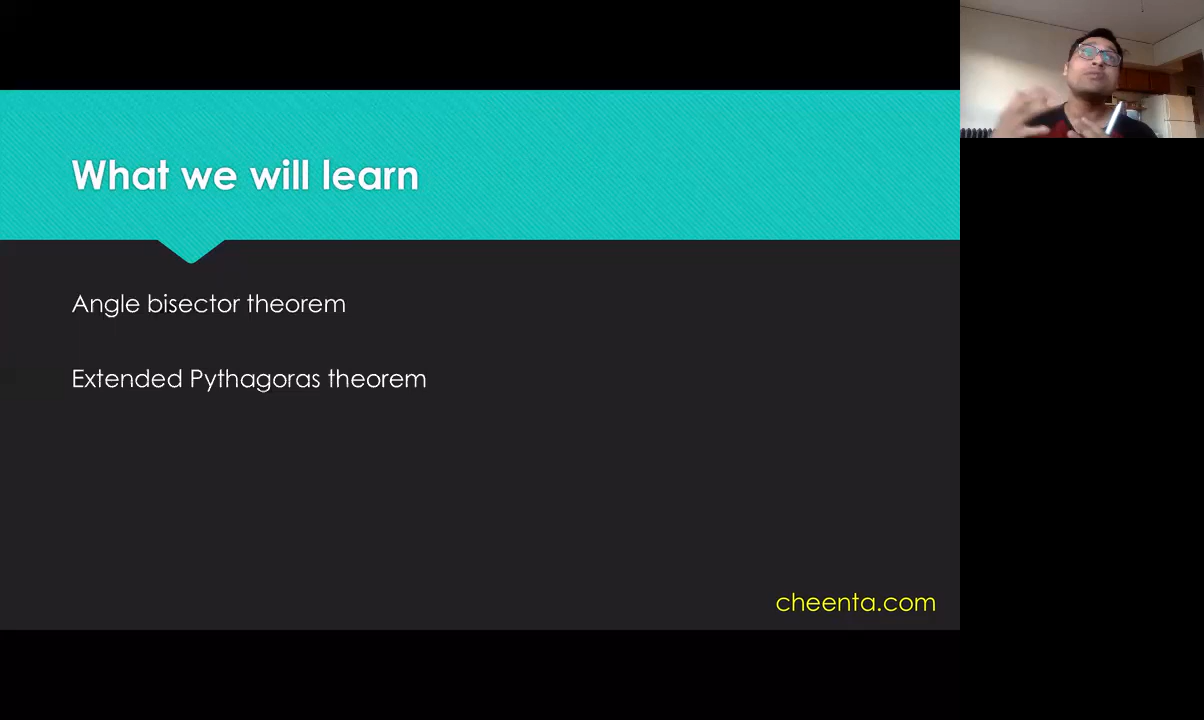 What we will learn
Angle bisector theorem
Extended Pythagoras theorem
cheenta.com